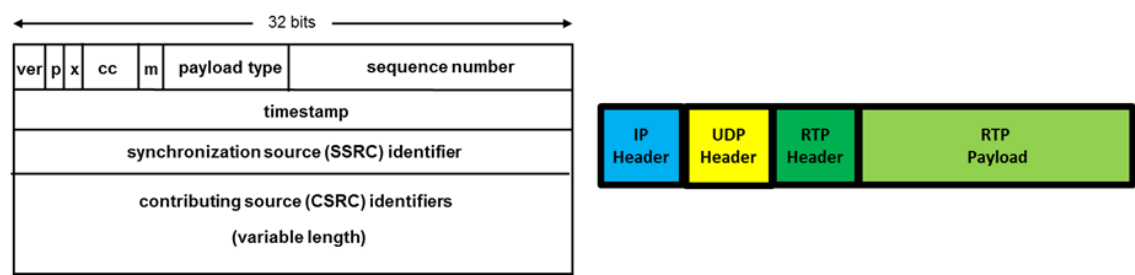 32 bits
ver p x cc m payload type sequence number
timestamp
synchronization source (SSRC) identifier
contributing source (CSRC) identifiers
(variable length)
IP
Header
UDP
Header
RTP
Header
RTP
Payload